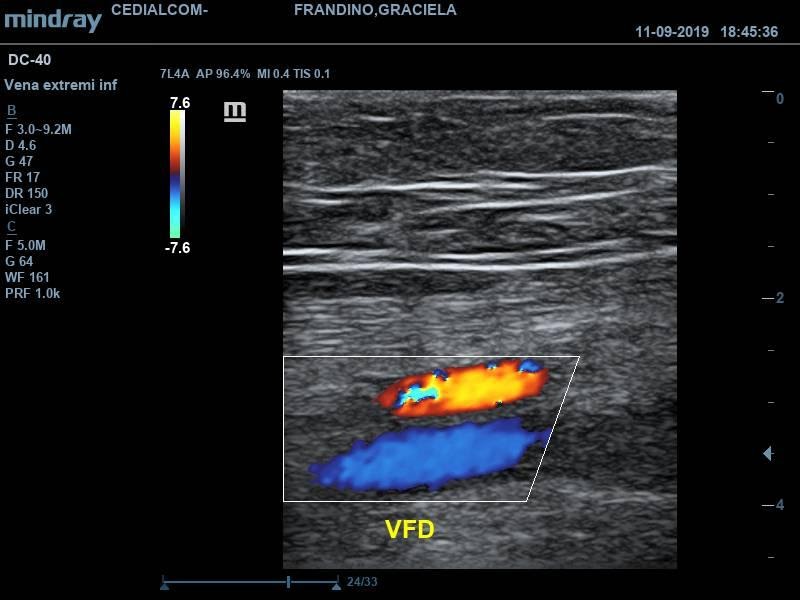 mindray CEDIALCOM- FRANDINO,GRACIELA
11-09-2019 18:45:36
DC-40
Vena extremi inf
7L4A AP 96.4% MI 0.4 TIS 0.1
B
F 3.0~9.2M
D 4.6
G 47
FR 17
DR 150
iClear 3
C
F 5.0M
G 64
WF 161
PRF 1.0k
7.6
-7.6
m
0
2
4
VFD
24/33